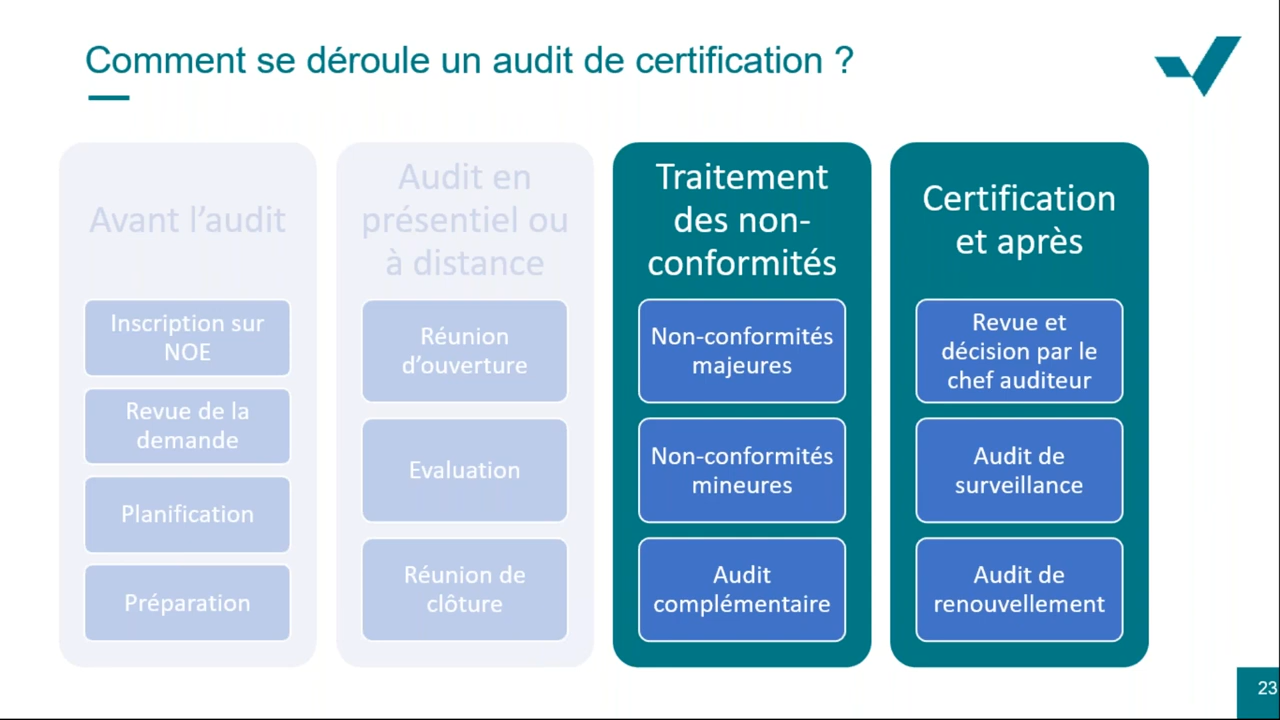 Comment se déroule un audit de certification ?
Avant l’audit
Inscription sur
NOE
Revue de la
demande
Planification
Préparation
Audit en
présentiel ou
à distance
Réunion
d’ouverture
Evaluation
Réunion de
clôture
Traitement
des non-
conformités
Non-conformités
majeures
Non-conformités
mineures
Audit
complémentaire
Certification
et après
Revue et
décision par le
chef auditeur
Audit de
surveillance
Audit de
renouvellement
23